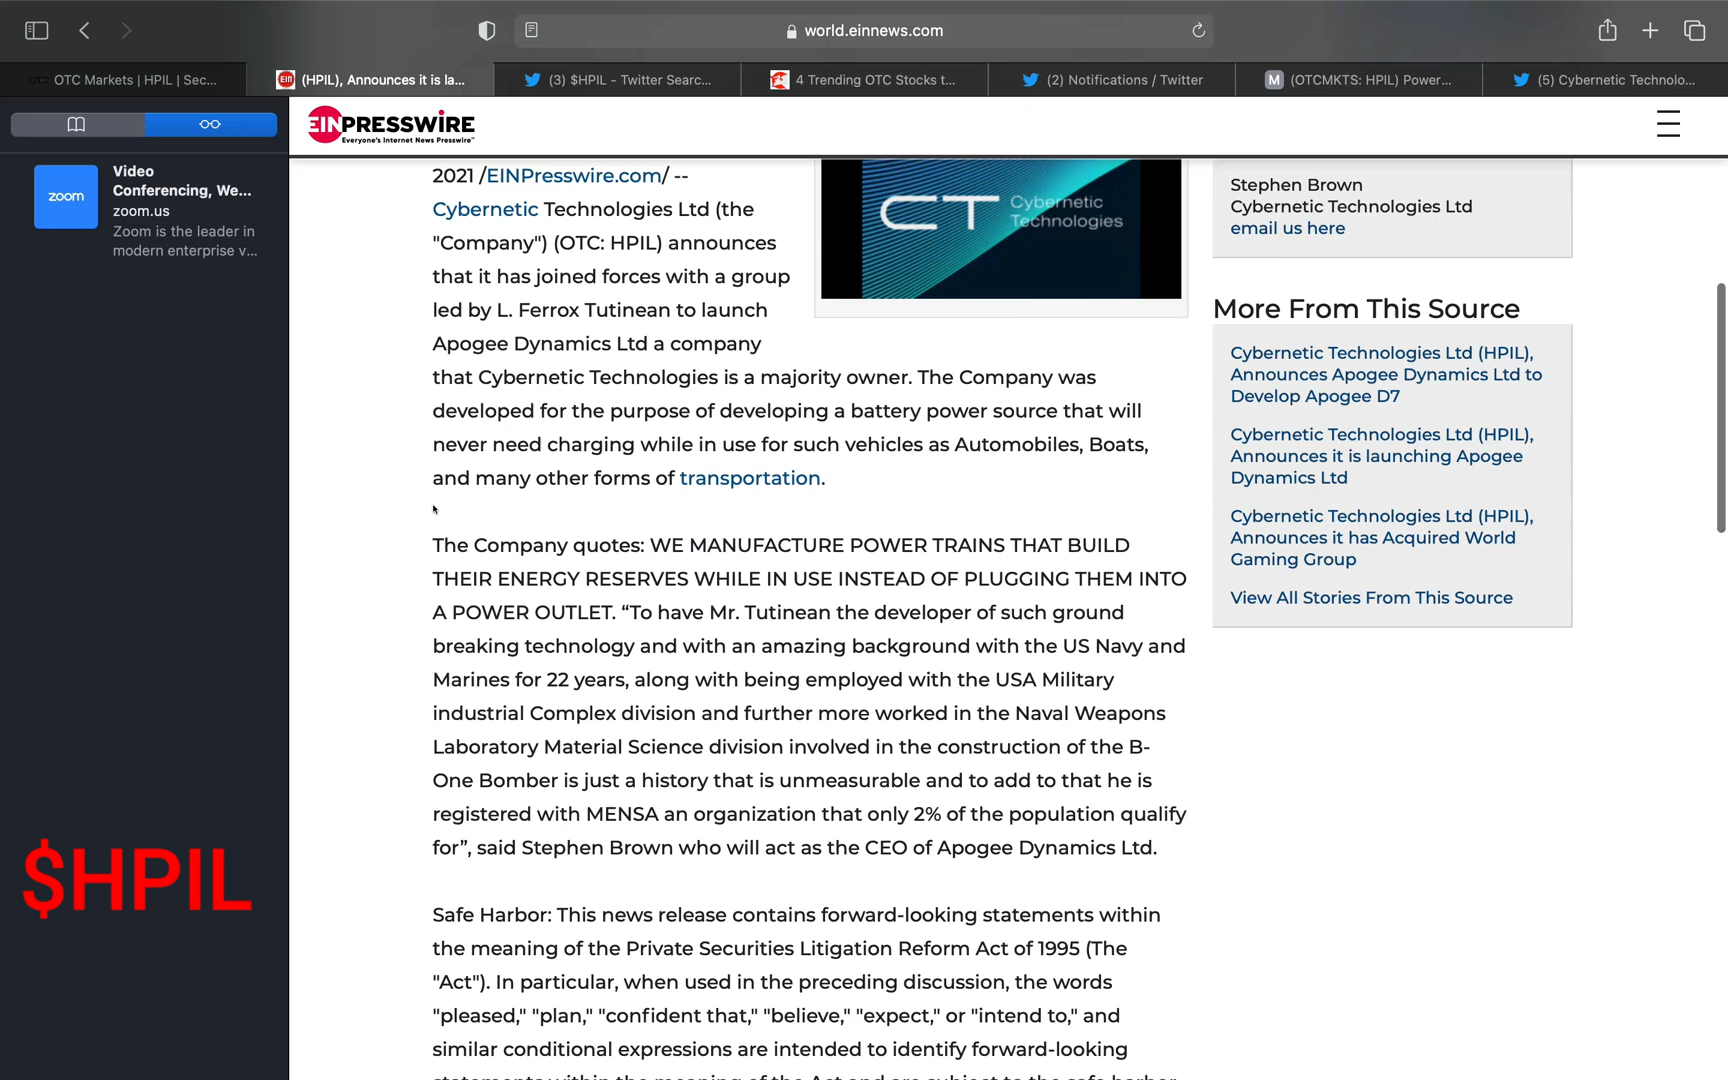 world.einnews.com
OTC Markets | HPIL | Sec...
EIN
(HPIL), Announces it is la...
(3) $HPIL - Twitter Searc...
4 Trending OTC Stocks t...
(2) Notifications / Twitter
M
(OTCMKTS: HPIL) Power...
(5) Cybernetic Technolo...
zoom
Video
Conferencing, We...
zoom.us
Zoom is the leader in
modern enterprise v...
$HPIL
EINPRESSWIRE
Everyone's Internet News Presswire™
2021 /EINPresswire.com/ --
Cybernetic Technologies Ltd (the
"Company") (OTC: HPIL) announces
that it has joined forces with a group
led by L. Ferrox Tutinean to launch
Apogee Dynamics Ltd a company
that Cybernetic Technologies is a majority owner. The Company was
developed for the purpose of developing a battery power source that will
never need charging while in use for such vehicles as Automobiles, Boats,
and many other forms of transportation.
The Company quotes: WE MANUFACTURE POWER TRAINS THAT BUILD
THEIR ENERGY RESERVES WHILE IN USE INSTEAD OF PLUGGING THEM INTO
A POWER OUTLET. “To have Mr. Tutinean the developer of such ground
breaking technology and with an amazing background with the US Navy and
Marines for 22 years, along with being employed with the USA Military
industrial Complex division and further more worked in the Naval Weapons
Laboratory Material Science division involved in the construction of the B-
One Bomber is just a history that is unmeasurable and to add to that he is
registered with MENSA an organization that only 2% of the population qualify
for”, said Stephen Brown who will act as the CEO of Apogee Dynamics Ltd.
Safe Harbor: This news release contains forward-looking statements within
the meaning of the Private Securities Litigation Reform Act of 1995 (The
"Act"). In particular, when used in the preceding discussion, the words
"pleased," "plan," "confident that," "believe," "expect," or "intend to," and
similar conditional expressions are intended to identify forward-looking
statements within the meaning of the Act and are subject to the safe harbor
CT Cybernetic
Technologies
Stephen Brown
Cybernetic Technologies Ltd
email us here
More From This Source
Cybernetic Technologies Ltd (HPIL),
Announces Apogee Dynamics Ltd to
Develop Apogee D7
Cybernetic Technologies Ltd (HPIL),
Announces it is launching Apogee
Dynamics Ltd
Cybernetic Technologies Ltd (HPIL),
Announces it has Acquired World
Gaming Group
View All Stories From This Source